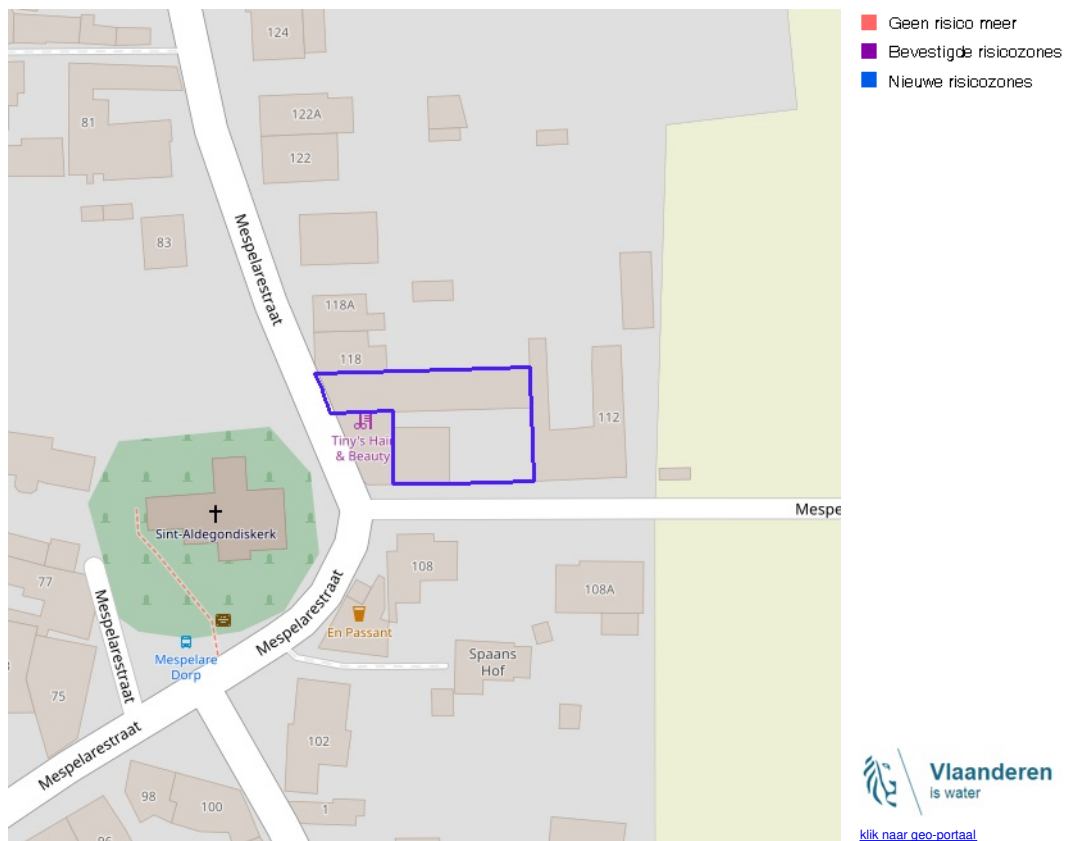 124
81
122A
122
83
Mespelarestraat
118A
118
112
Tiny's Hair
& Beauty
Sint-Aldegondiskerk
Mespe
108
108A
77
Mespelarestraat
Mespelarestraat
En Passant
Mespelare
Dorp
Spaans
Hof
75
Mespelarestraat
102
98
100
1
96
Geen risico meer
Bevestigde risicozones
Nieuwe risicozones
Vlaanderen
is water
klik naar geo-portaal